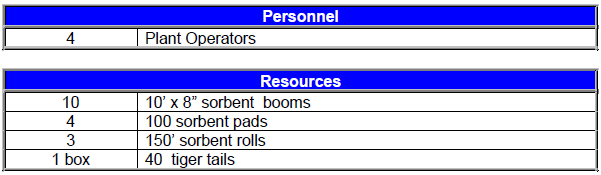 Personnel
4 Plant Operators
Resources
10 10’ x 8” sorbent booms
4 100 sorbent pads
3 150’ sorbent rolls
1 box 40 tiger tails